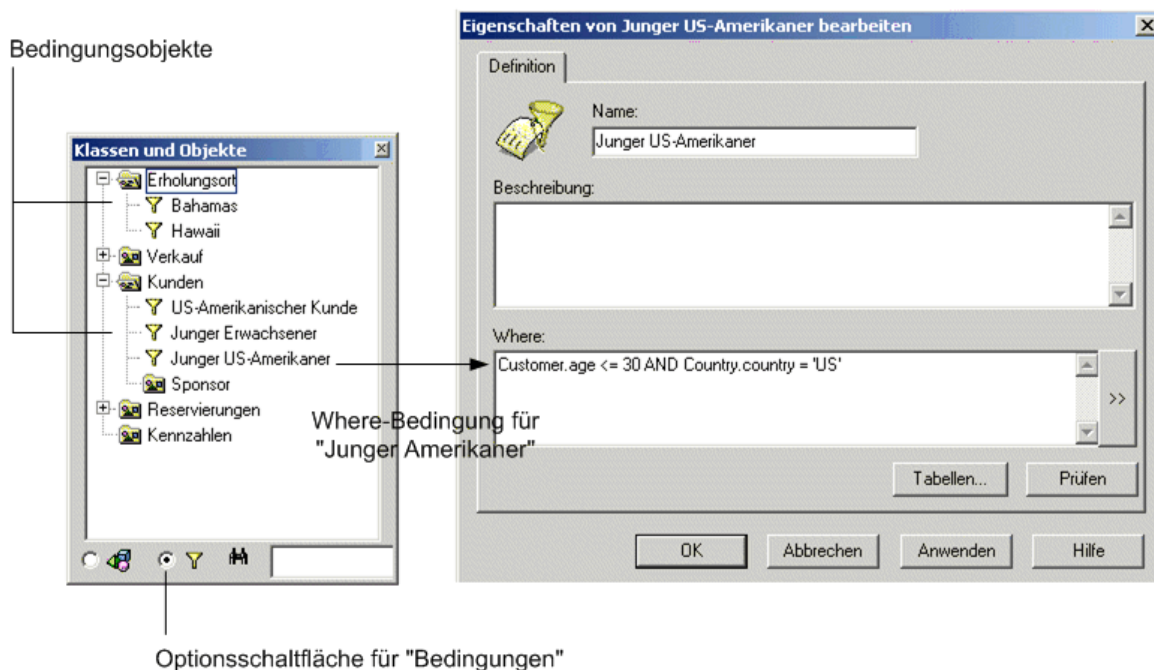 Bedingungsobjekte
Klassen und Objekte
Erholungsort
Bahamas
Hawaii
Verkauf
Kunden
US-Amerikanischer Kunde
Junger Erwachsener
Junger US-Amerikaner
Sponsor
Reservierungen
Kennzahlen
Where-Bedingung für
"Junger Amerikaner"
Optionsschaltfläche für "Bedingungen"
Eigenschaften von Junger US-Amerikaner bearbeiten
Definition
Name:
Junger US-Amerikaner
Beschreibung:
Where:
Customer.age <= 30 AND Country.country = 'US'
>>
Tabellen...
Prüfen
OK
Abbrechen
Anwenden
Hilfe